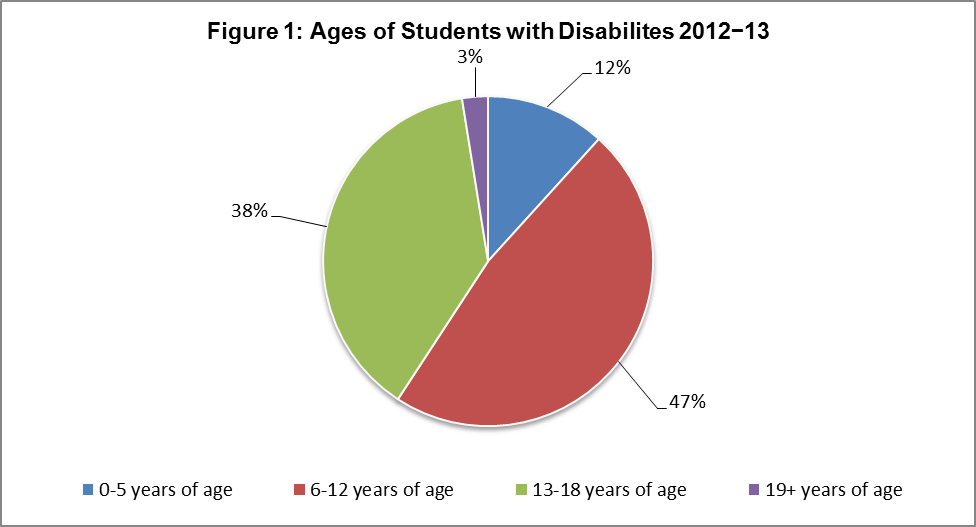 Figure 1: Ages of Students with Disabilites 2012−13
3%
12%
38%
47%
0-5 years of age
6-12 years of age
13-18 years of age
19+ years of age